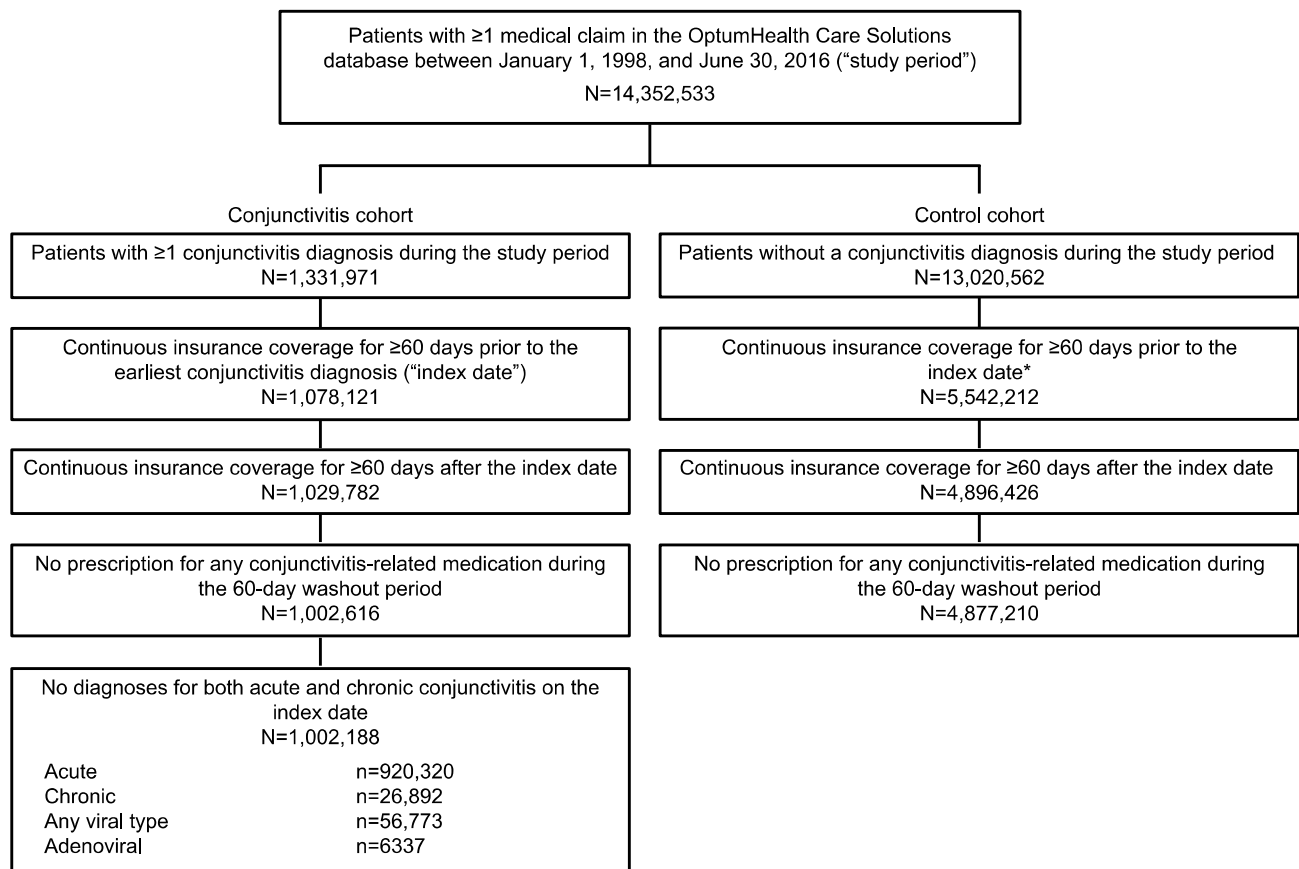 Patients with ≥1 medical claim in the OptumHealth Care Solutions
database between January 1, 1998, and June 30, 2016 (“study period”)
N=14,352,533
Conjunctivitis cohort
Patients with ≥1 conjunctivitis diagnosis during the study period
N=1,331,971
Continuous insurance coverage for ≥60 days prior to the
earliest conjunctivitis diagnosis (“index date”)
N=1,078,121
Continuous insurance coverage for ≥60 days after the index date
N=1,029,782
No prescription for any conjunctivitis-related medication during
the 60-day washout period
N=1,002,616
No diagnoses for both acute and chronic conjunctivitis on the
index date
N=1,002,188
Acute n=920,320
Chronic n=26,892
Any viral type n=56,773
Adenoviral n=6337
Control cohort
Patients without a conjunctivitis diagnosis during the study period
N=13,020,562
Continuous insurance coverage for ≥60 days prior to the
index date*
N=5,542,212
Continuous insurance coverage for ≥60 days after the index date
N=4,896,426
No prescription for any conjunctivitis-related medication during
the 60-day washout period
N=4,877,210